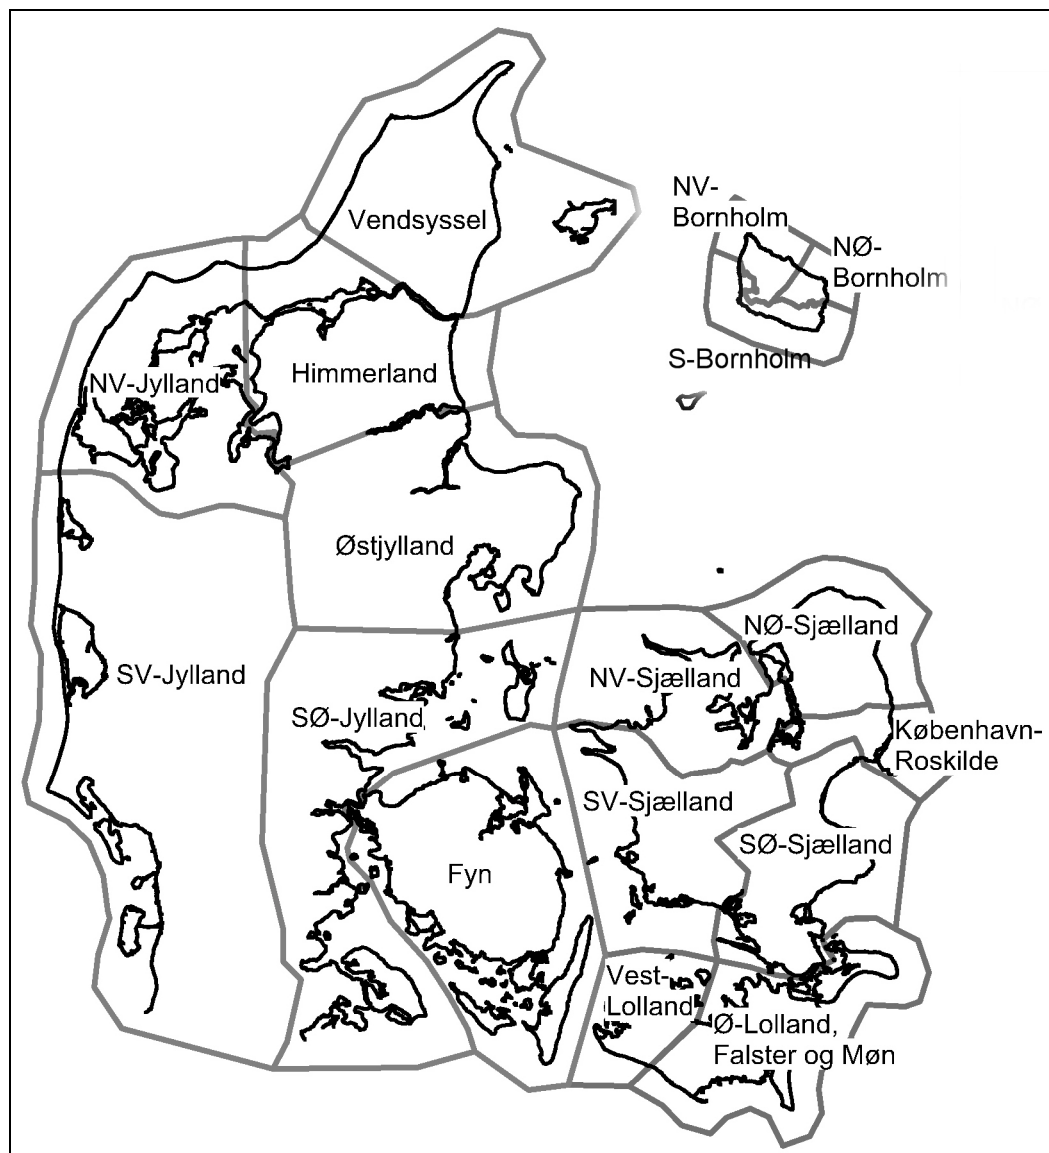 NV-
Bornholm
Vendsyssel
NØ-
Bornholm
S-Bornholm
Himmerland
NV-Jylland
Østjylland
NØ-Sjælland
SV-Jylland
NV-Sjælland
SØ-Jylland
København-
Roskilde
SV-Sjælland
SØ-Sjælland
Fyn
Vest-
Lolland
Ø-Lolland,
Falster og Møn